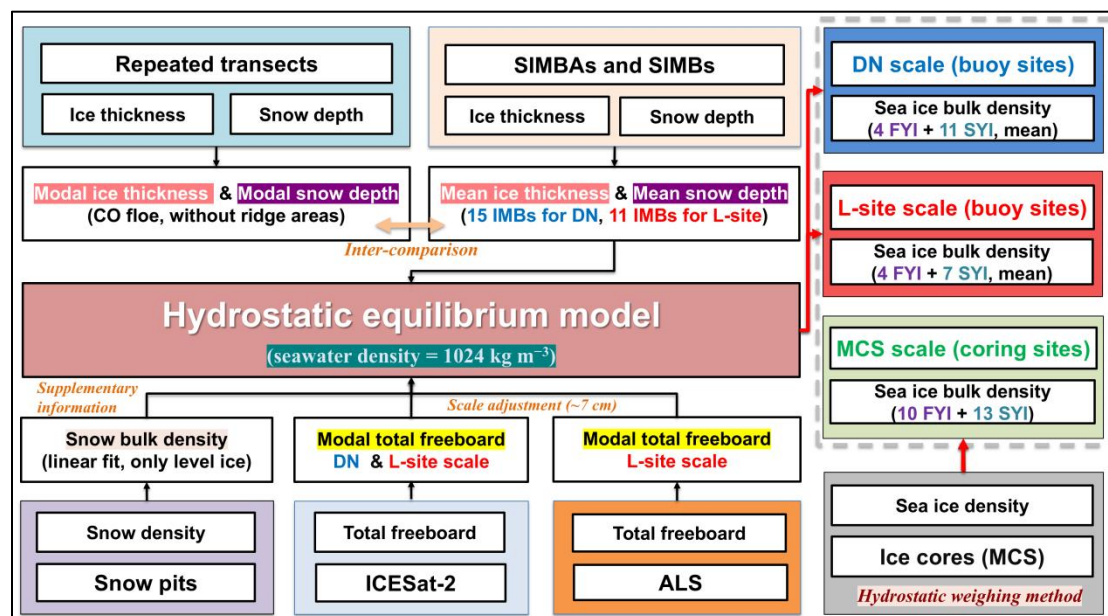 Repeated transects
Ice thickness
Snow depth
SIMBAs and SIMBs
Ice thickness
Snow depth
Modal ice thickness & Modal snow depth
(CO floe, without ridge areas)
Mean ice thickness & Mean snow depth
(15 IMBs for DN, 11 IMBs for L-site)
Inter-comparison
Hydrostatic equilibrium model
(seawater density = 1024 kg m⁻³)
Supplementary
information
Scale adjustment (~7 cm)
Snow bulk density
(linear fit, only level ice)
Modal total freeboard
DN & L-site scale
Modal total freeboard
L-site scale
Snow density
Snow pits
Total freeboard
ICESat-2
Total freeboard
ALS
DN scale (buoy sites)
Sea ice bulk density
(4 FYI + 11 SYI, mean)
L-site scale (buoy sites)
Sea ice bulk density
(4 FYI + 7 SYI, mean)
MCS scale (coring sites)
Sea ice bulk density
(10 FYI + 13 SYI)
Sea ice density
Ice cores (MCS)
Hydrostatic weighing method